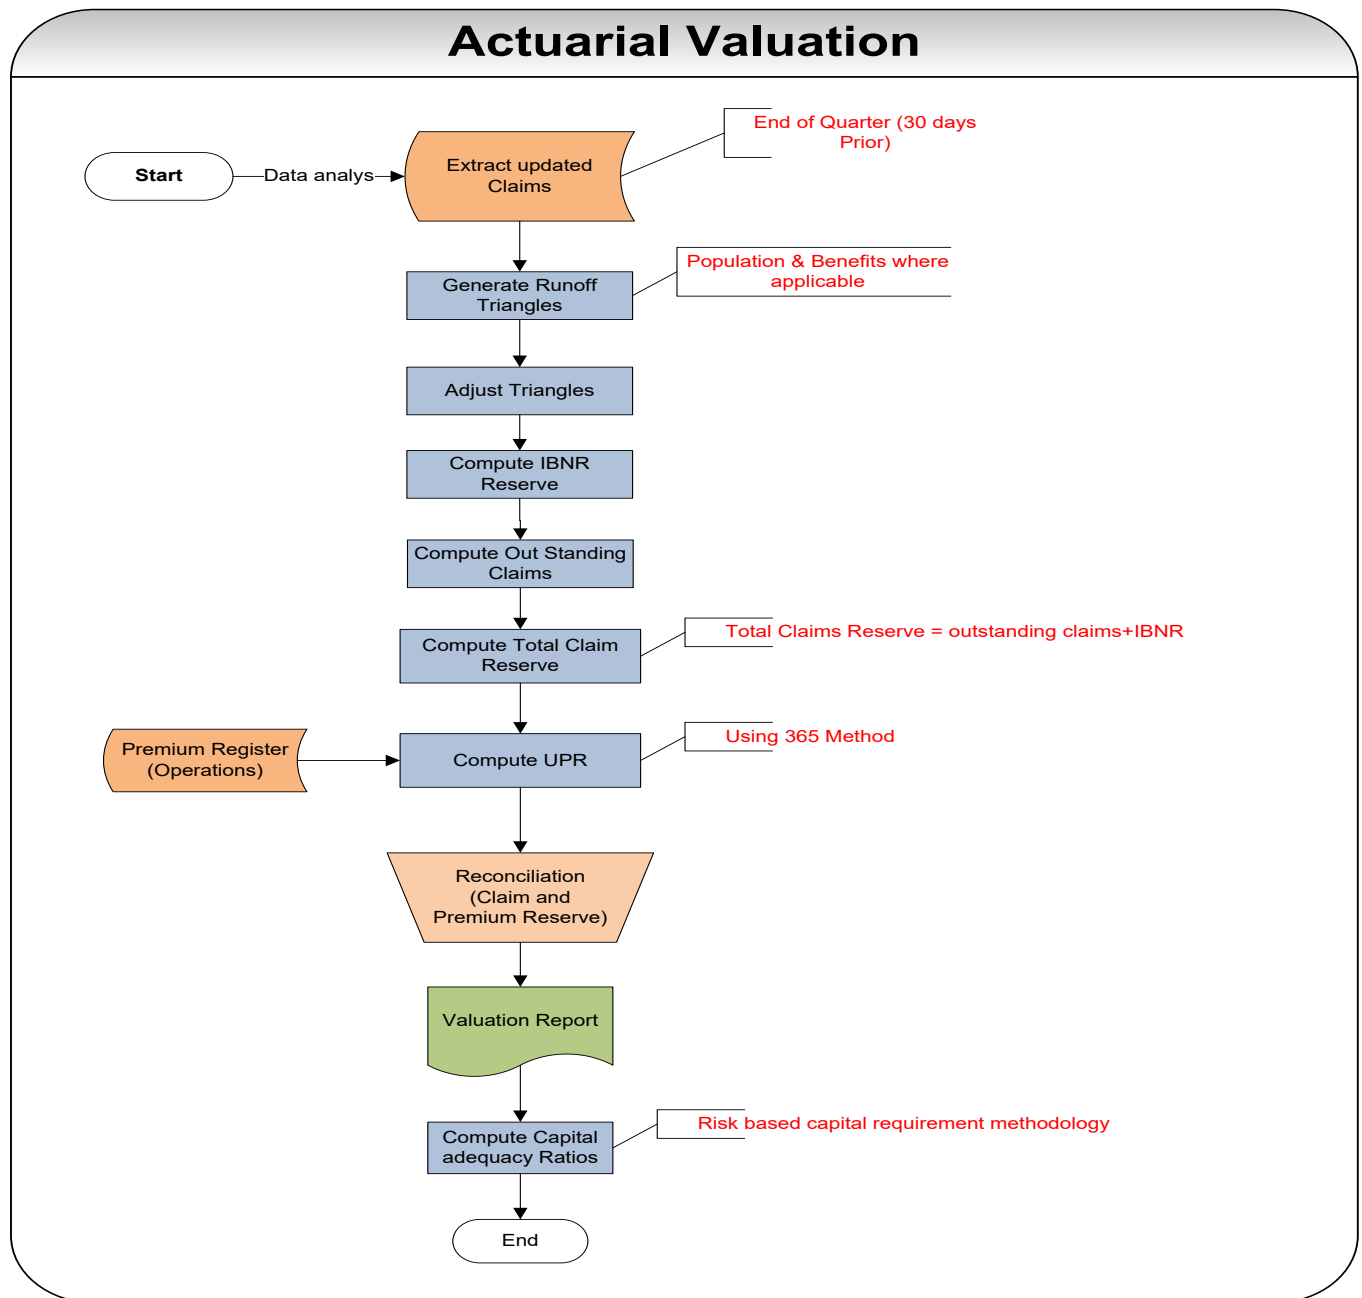 Actuarial Valuation
End of Quarter (30 days
Prior)
Start
Data analys
Extract updated
Claims
Population & Benefits where
applicable
Generate Runoff
Triangles
Adjust Triangles
Compute IBNR
Reserve
Compute Out Standing
Claims
Total Claims Reserve = outstanding claims+IBNR
Compute Total Claim
Reserve
Using 365 Method
Premium Register
(Operations)
Compute UPR
Reconciliation
(Claim and
Premium Reserve)
Valuation Report
Risk based capital requirement methodology
Compute Capital
adequacy Ratios
End